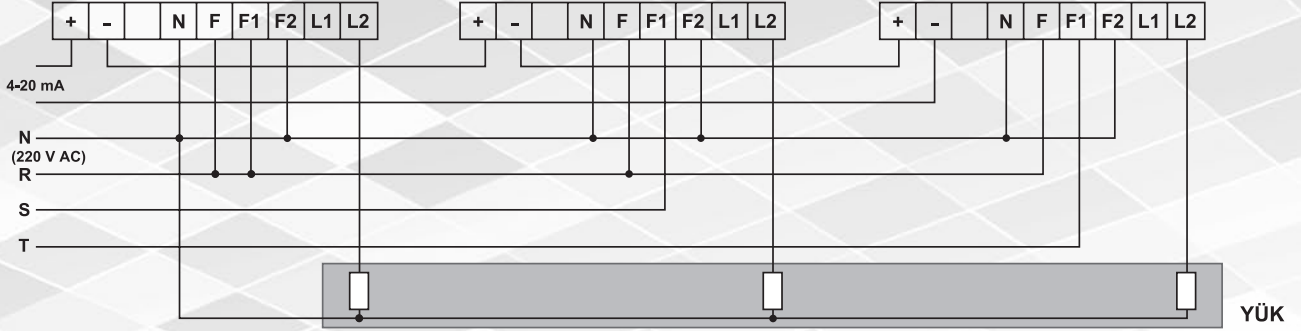 + - N F F1 F2 L1 L2
+ - N F F1 F2 L1 L2
+ - N F F1 F2 L1 L2
4-20 mA
N
(220 V AC)
R
S
T
YÜK